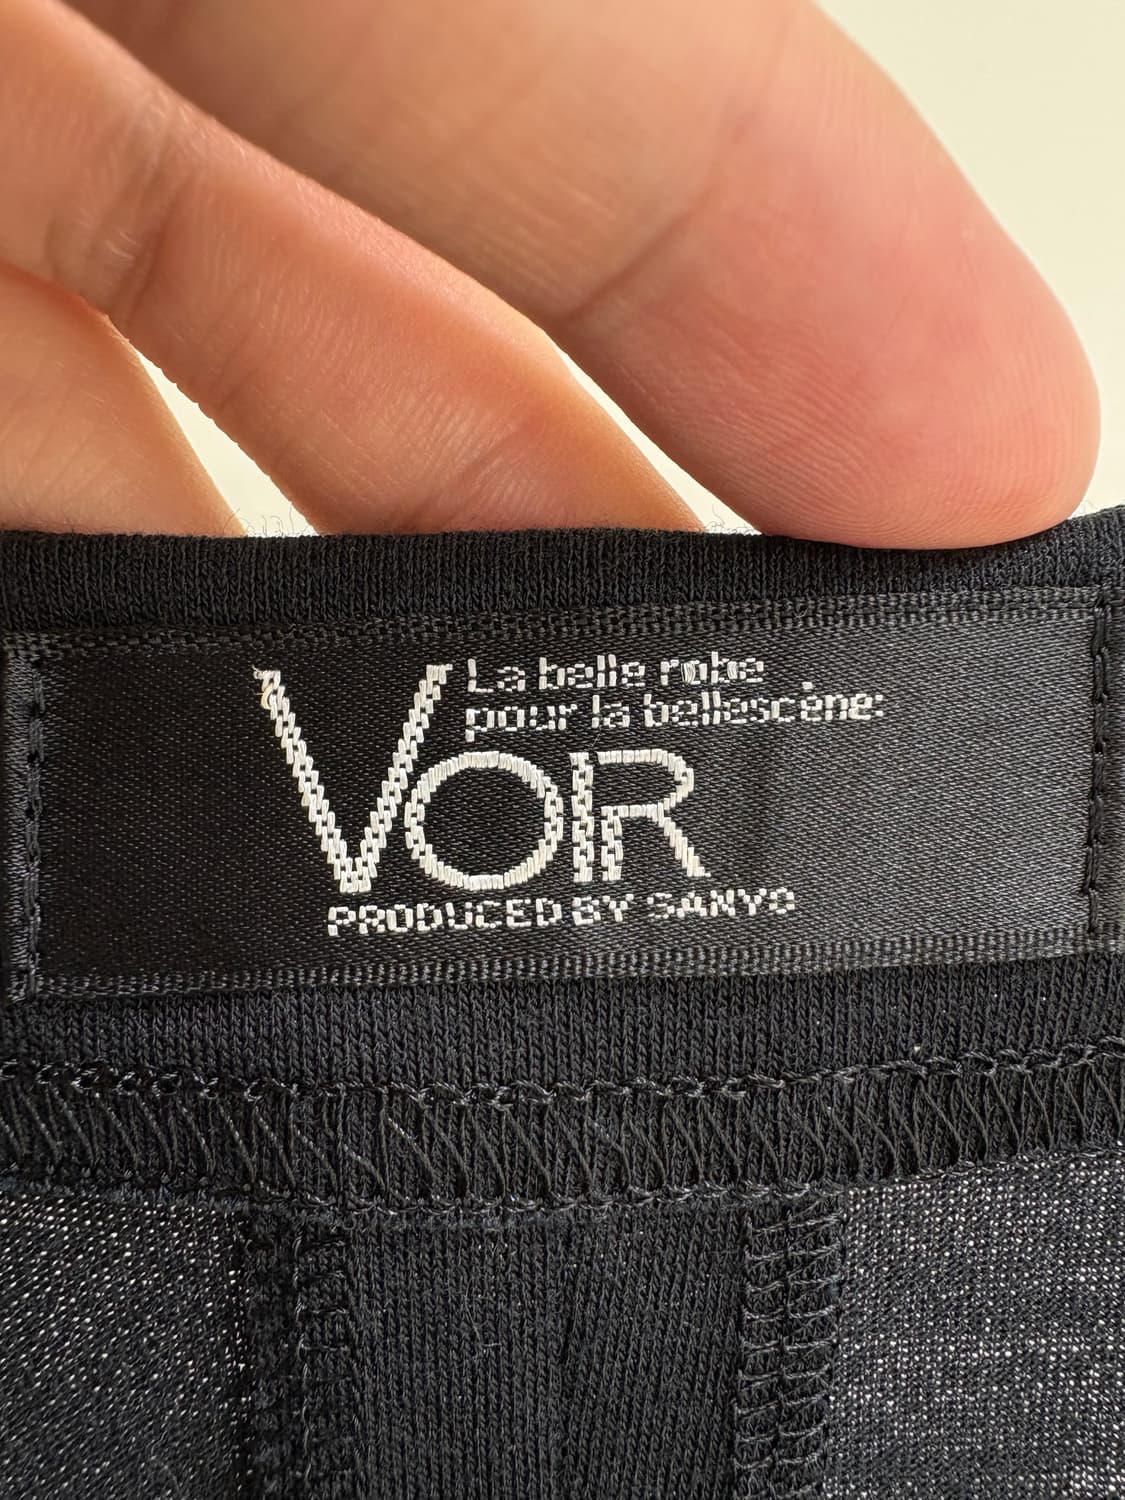 La belle robe
pour la bellescène:
VOIR
PRODUCED BY SANYO